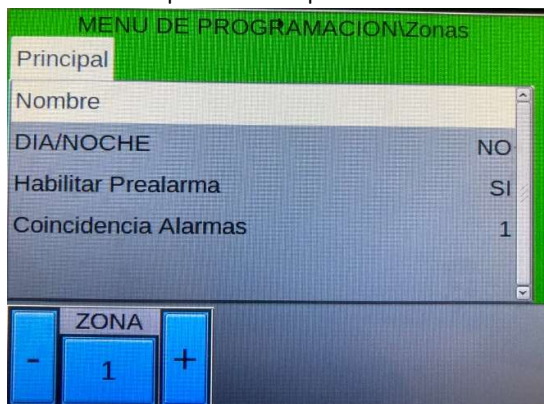 MENU DE PROGRAMACION\Zonas
Principal
Nombre
DIA/NOCHE NO
Habilitar Prealarma SI
Coincidencia Alarmas 1
ZONA
- 1 +